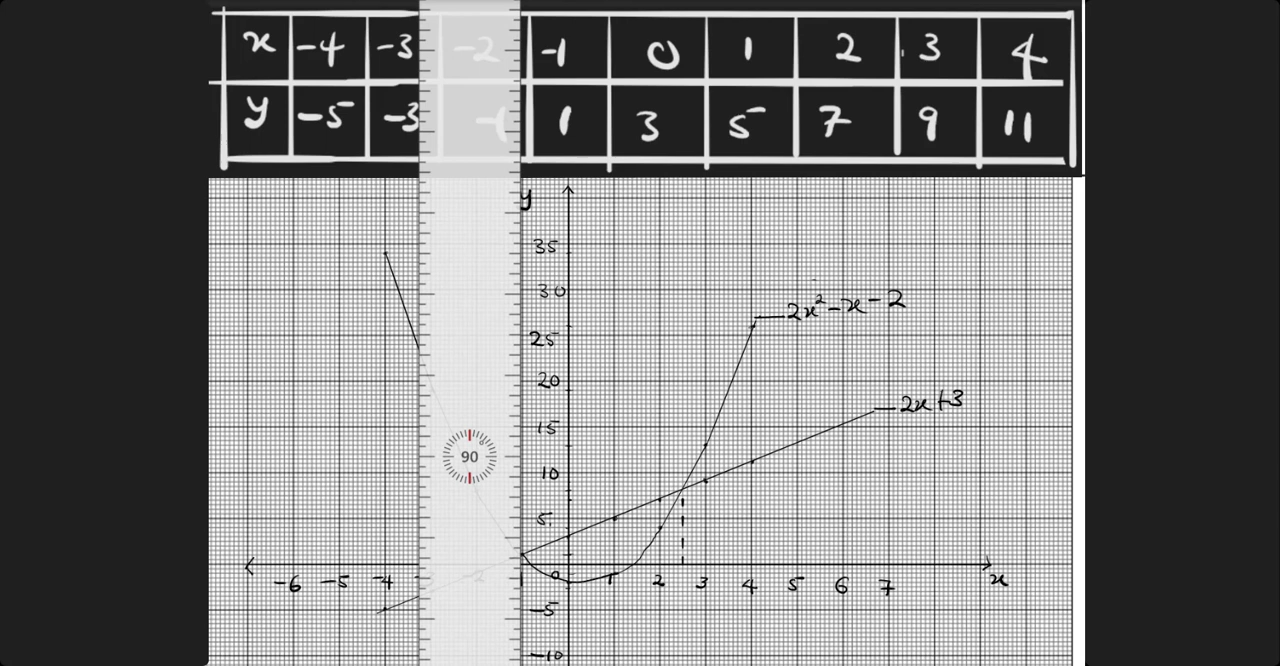 x -4 -3 -2 -1 0 1 2 3 4
y -5 -3 -1 1 3 5 7 9 11
y
35
30
2x²-x-2
25
20
2x+3
15
90
10
5
-6 -5 -4 -2 0 1 2 3 4 5 6 7 x
-5
-10